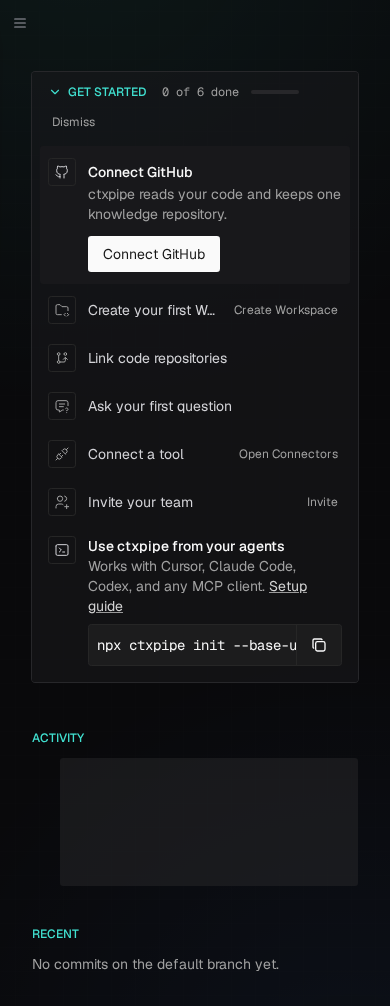 GET STARTED 0 of 6 done
Dismiss
Connect GitHub
ctxpipe reads your code and keeps one
knowledge repository.
Connect GitHub
Create your first W... Create Workspace
Link code repositories
Ask your first question
Connect a tool Open Connectors
Invite your team Invite
Use ctxpipe from your agents
Works with Cursor, Claude Code,
Codex, and any MCP client. Setup
guide
npx ctxpipe init --base-u
ACTIVITY
RECENT
No commits on the default branch yet.